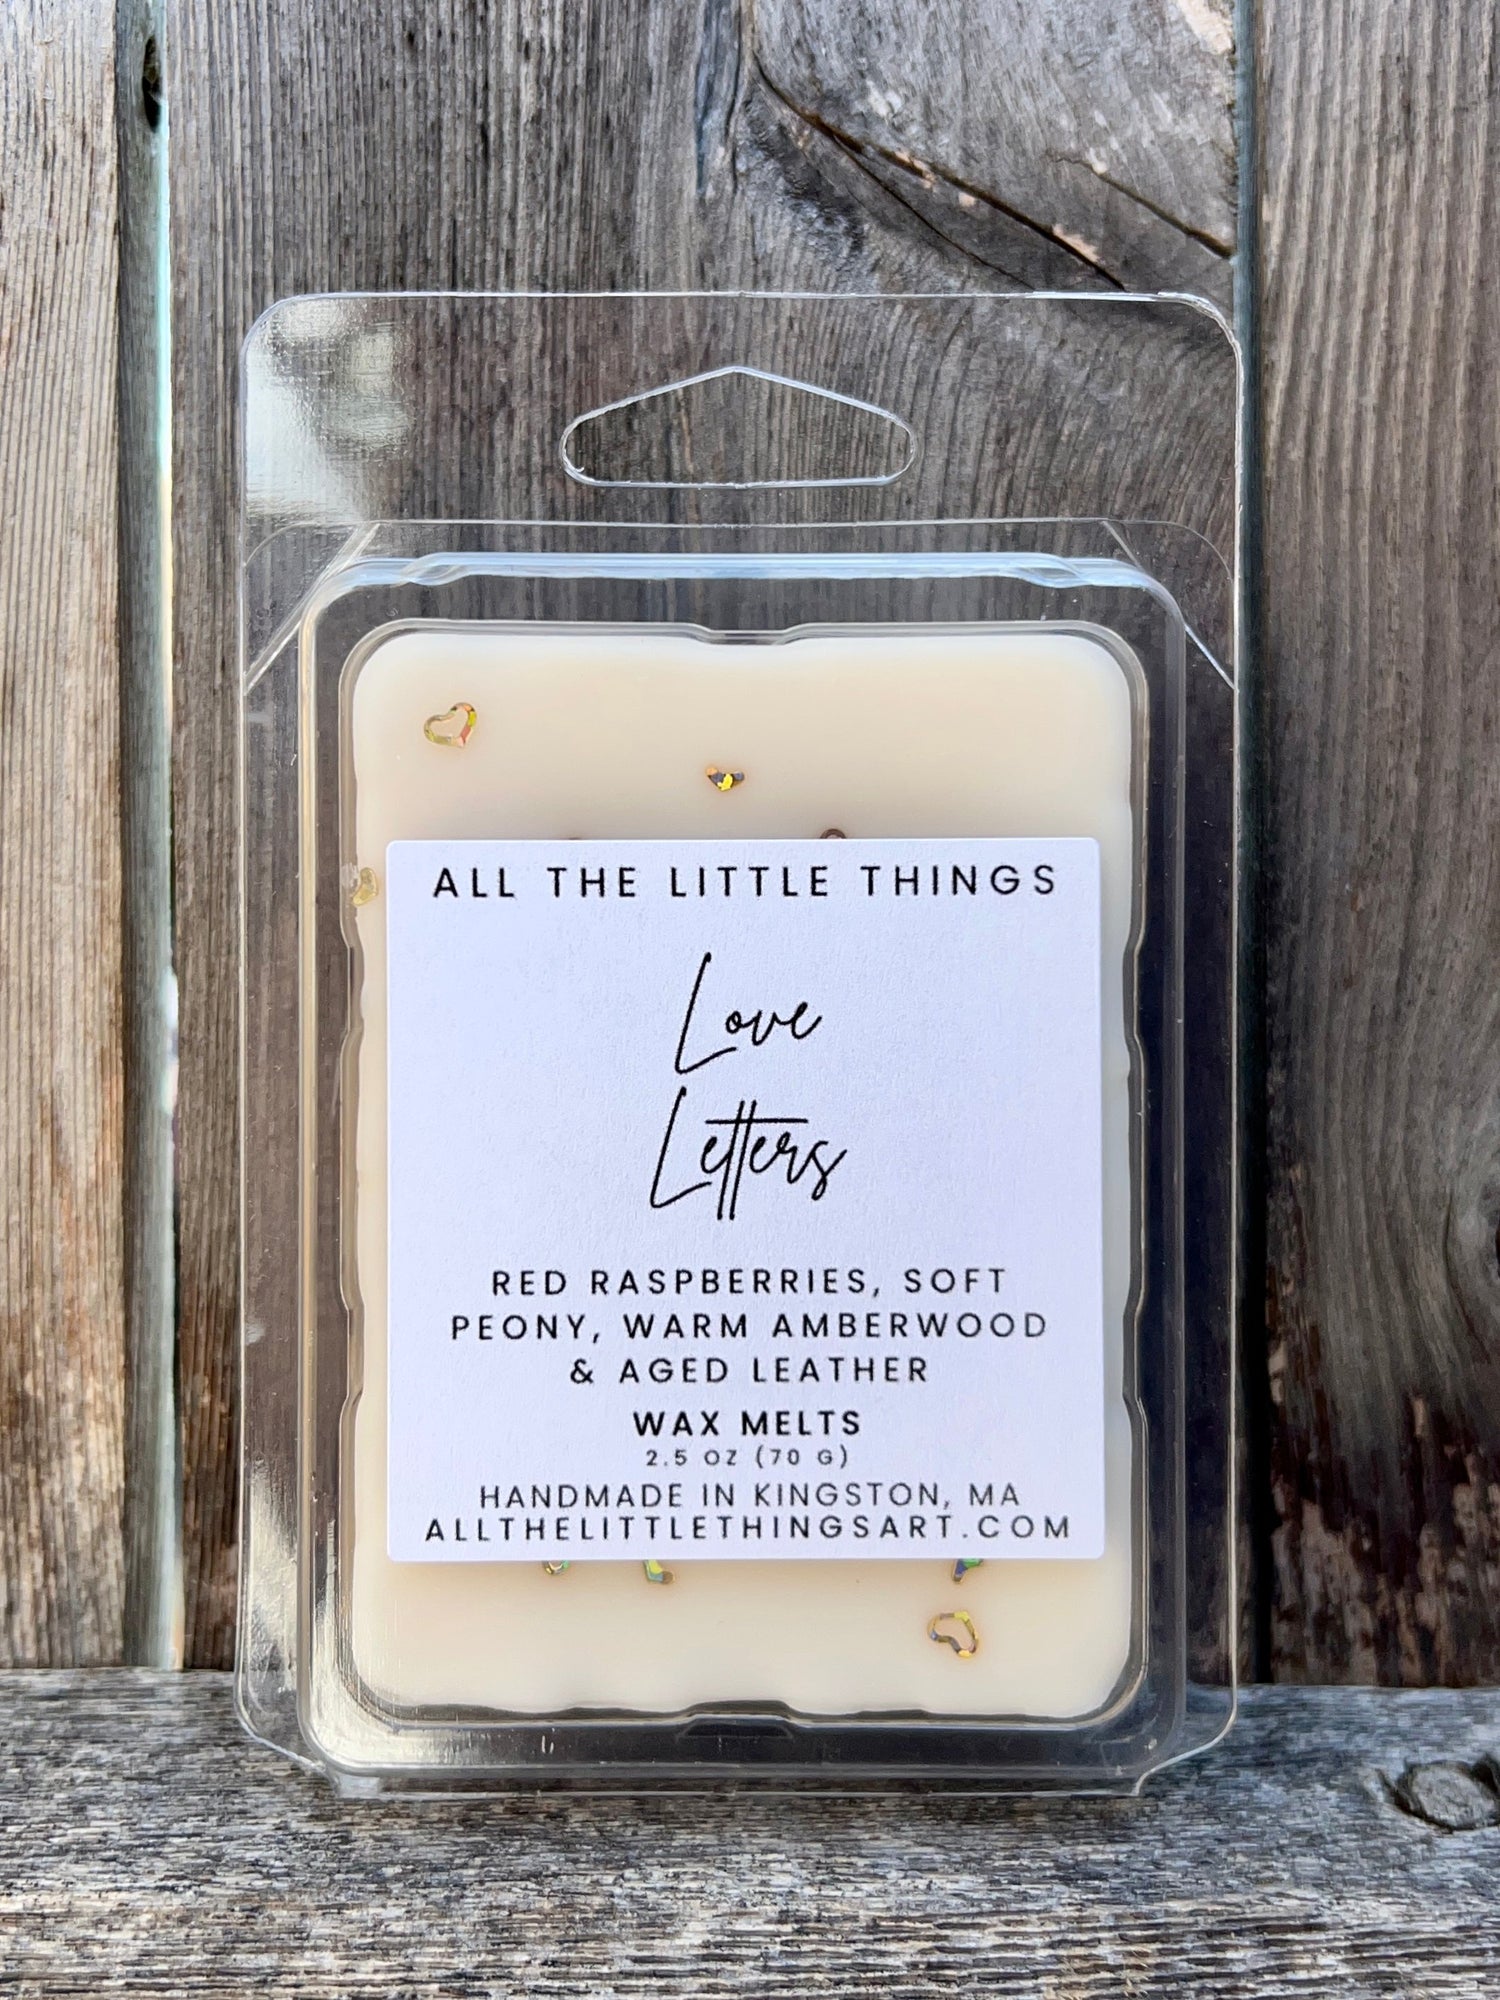 ALL THE LITTLE THINGS
Love
Letters
RED RASPBERRIES, SOFT
PEONY, WARM AMBERWOOD
& AGED LEATHER
WAX MELTS
2.5 OZ (70 G)
HANDMADE IN KINGSTON, MA
ALLTHELITTLETHINGSART.COM